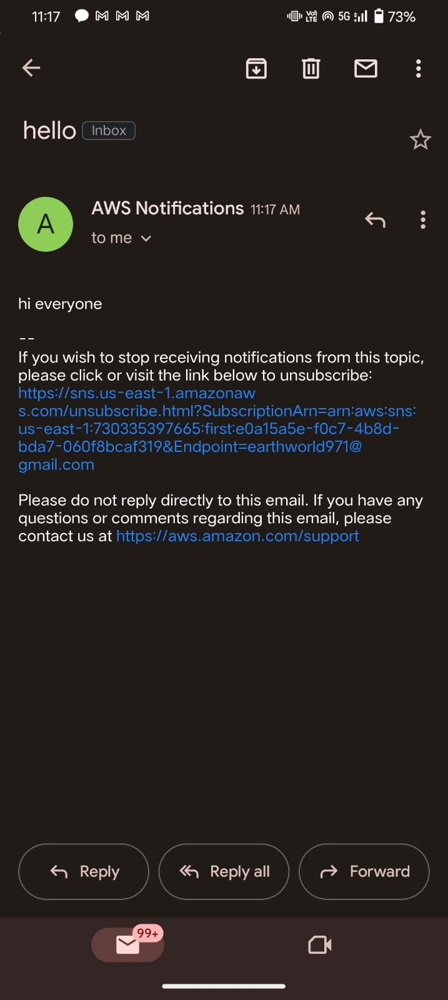 11:17 Vo) LTE 5G 73%
hello Inbox
AWS Notifications 11:17 AM
A
to me
hi everyone
--
If you wish to stop receiving notifications from this topic,
please click or visit the link below to unsubscribe:
https://sns.us-east-1.amazonaw
s.com/unsubscribe.html?SubscriptionArn=arn:aws:sns:
us-east-1:730335397665:first:e0a15a5e-f0c7-4b8d-
bda7-060f8bcaf319&Endpoint=earthworld971@
gmail.com
Please do not reply directly to this email. If you have any
questions or comments regarding this email, please
contact us at https://aws.amazon.com/support
Reply Reply all Forward
99+